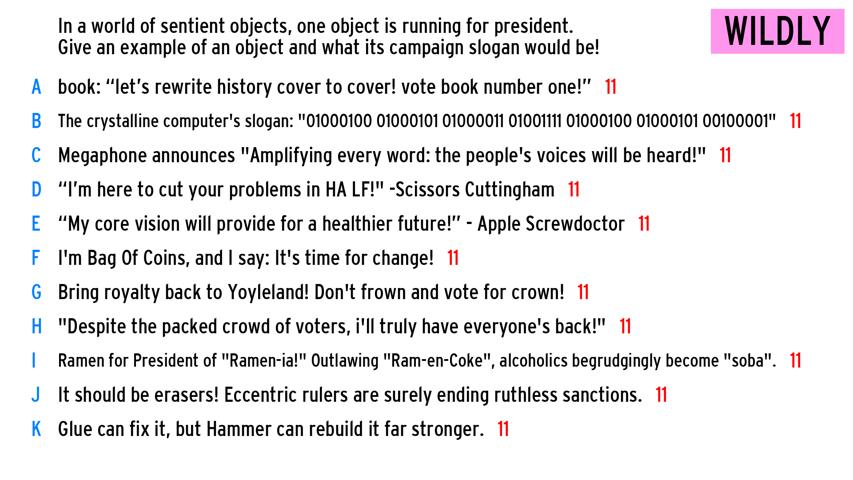 In a world of sentient objects, one object is running for president.
Give an example of an object and what its campaign slogan would be!
WILDLY
A book: “let’s rewrite history cover to cover! vote book number one!” 11
B The crystalline computer's slogan: "01000100 01000101 01000011 01001111 01000100 01000101 00100001" 11
C Megaphone announces "Amplifying every word: the people's voices will be heard!" 11
D “I’m here to cut your problems in HA LF!" -Scissors Cuttingham 11
E “My core vision will provide for a healthier future!” - Apple Screwdoctor 11
F I'm Bag Of Coins, and I say: It's time for change! 11
G Bring royalty back to Yoyleland! Don't frown and vote for crown! 11
H "Despite the packed crowd of voters, i'll truly have everyone's back!" 11
I Ramen for President of "Ramen-ia!" Outlawing "Ram-en-Coke", alcoholics begrudgingly become "soba". 11
J It should be erasers! Eccentric rulers are surely ending ruthless sanctions. 11
K Glue can fix it, but Hammer can rebuild it far stronger. 11